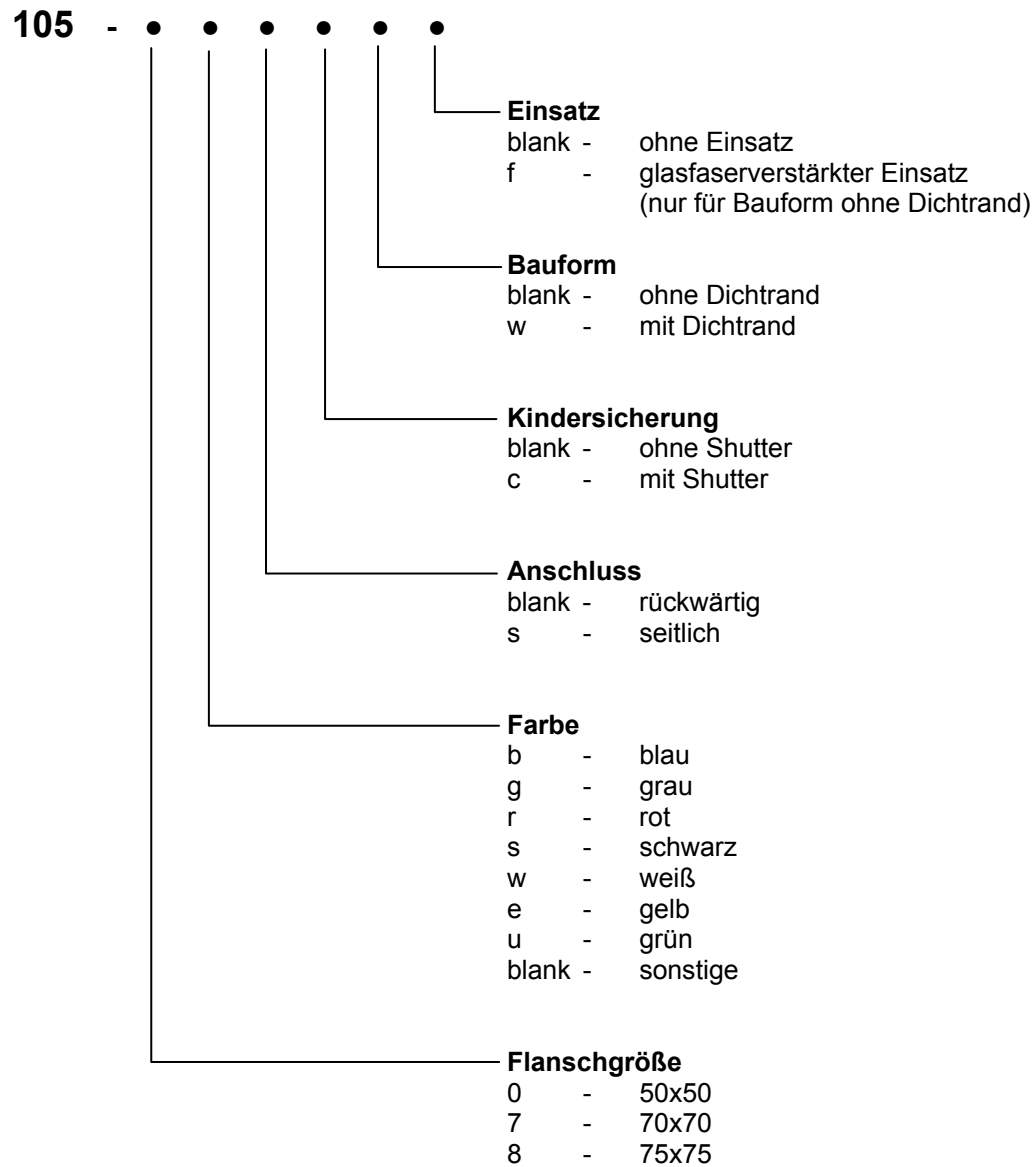 105 - ● ● ● ● ● ●
Einsatz
blank - ohne Einsatz
f - glasfaserverstärkter Einsatz
(nur für Bauform ohne Dichtrand)
Bauform
blank - ohne Dichtrand
w - mit Dichtrand
Kindersicherung
blank - ohne Shutter
c - mit Shutter
Anschluss
blank - rückwärtig
s - seitlich
Farbe
b - blau
g - grau
r - rot
s - schwarz
w - weiß
e - gelb
u - grün
blank - sonstige
Flanschgröße
0 - 50x50
7 - 70x70
8 - 75x75